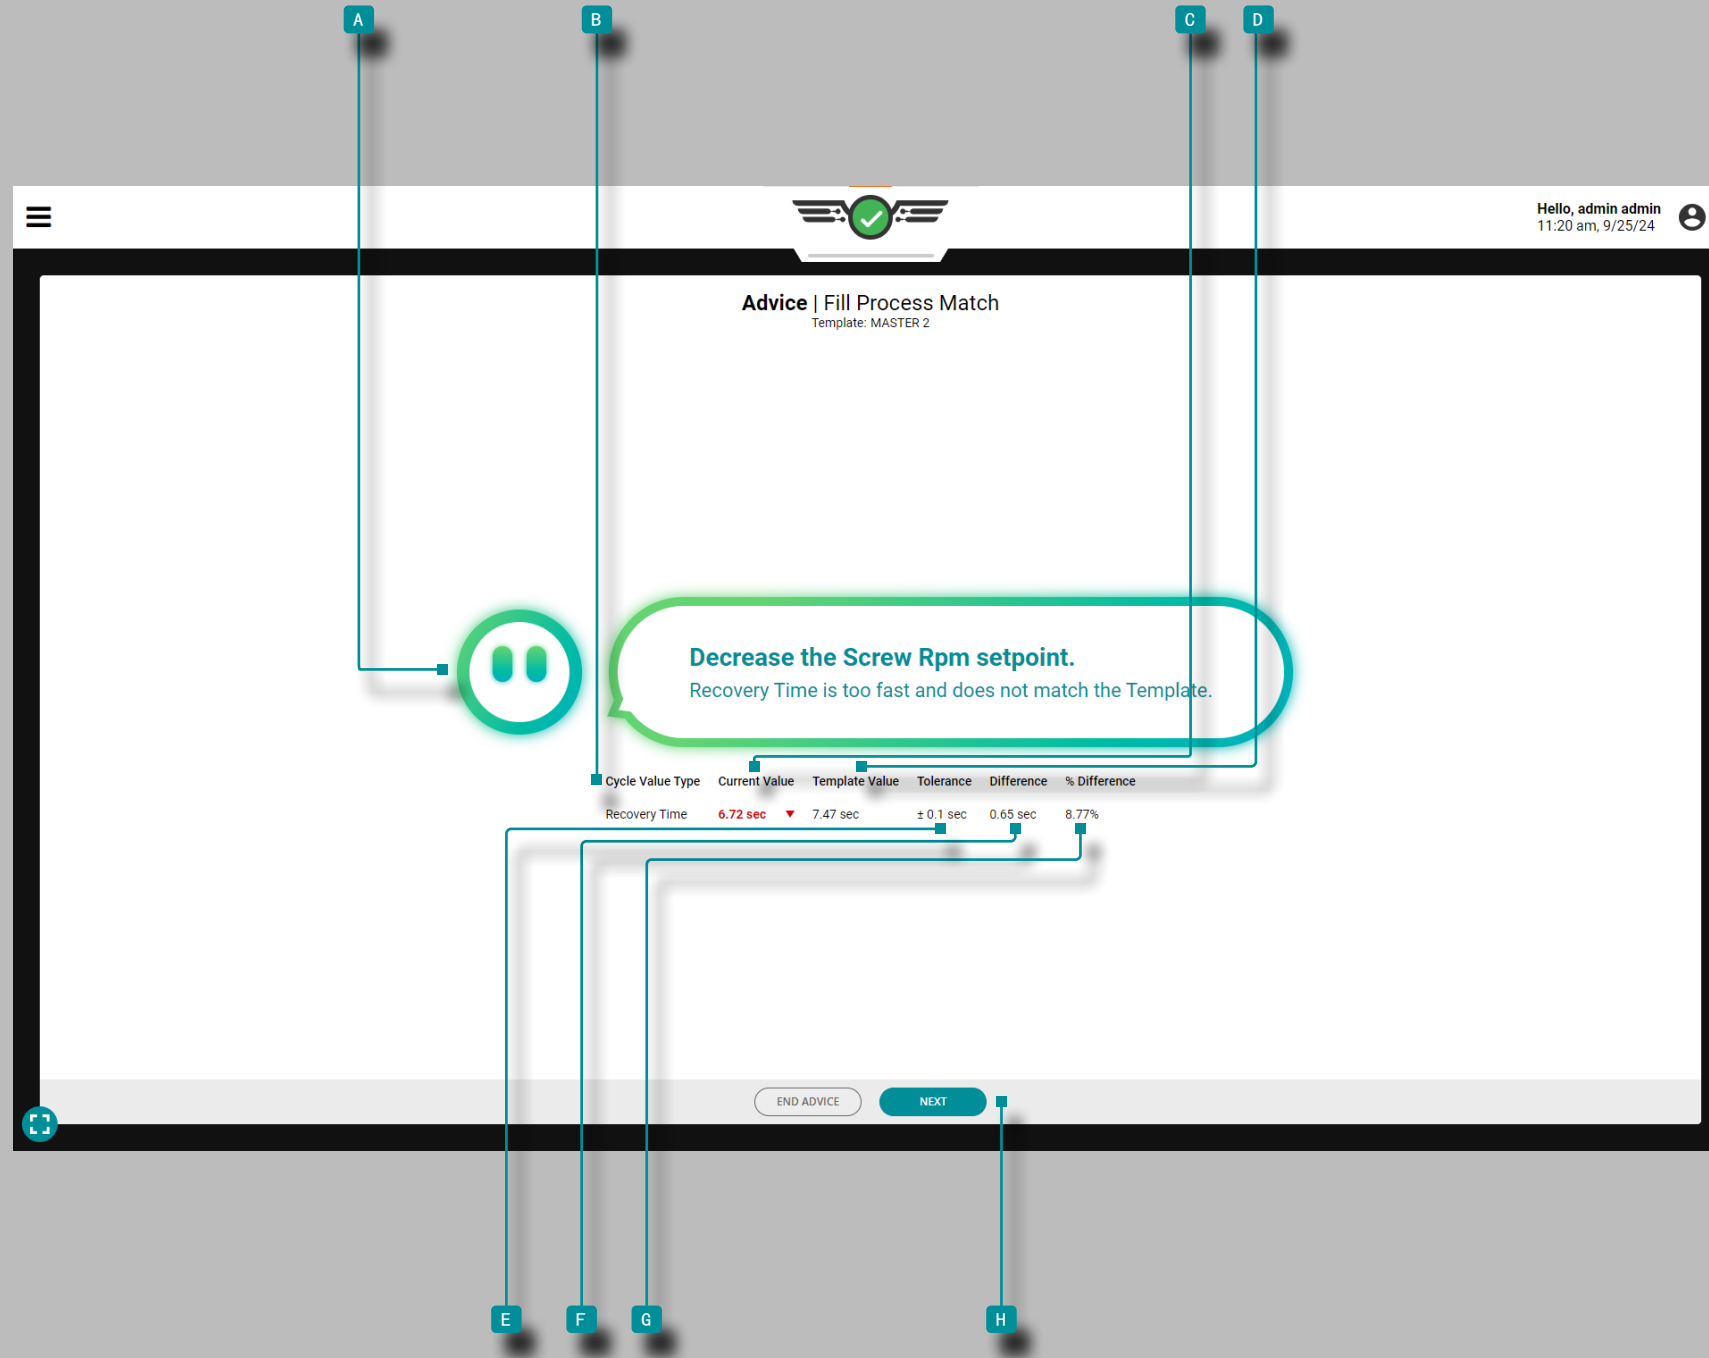 A
B
C
D
Hello, admin admin
11:20 am, 9/25/24
Advice | Fill Process Match
Template: MASTER 2
Decrease the Screw Rpm setpoint.
Recovery Time is too fast and does not match the Template.
Cycle Value Type Current Value Template Value Tolerance Difference % Difference
Recovery Time 6.72 sec ▼ 7.47 sec ± 0.1 sec 0.65 sec 8.77%
END ADVICE NEXT
E
F
G
H